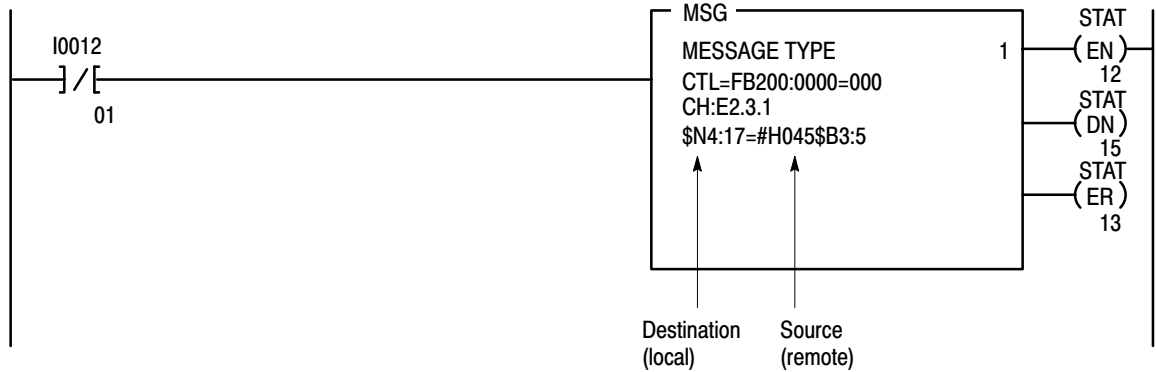 I0012
]/[
01
MSG
MESSAGE TYPE 1
CTL=FB200:0000=000
CH:E2.3.1
$N4:17=#H045$B3:5
STAT
(EN)
12
STAT
(DN)
15
STAT
(ER)
13
Destination
(local)
Source
(remote)